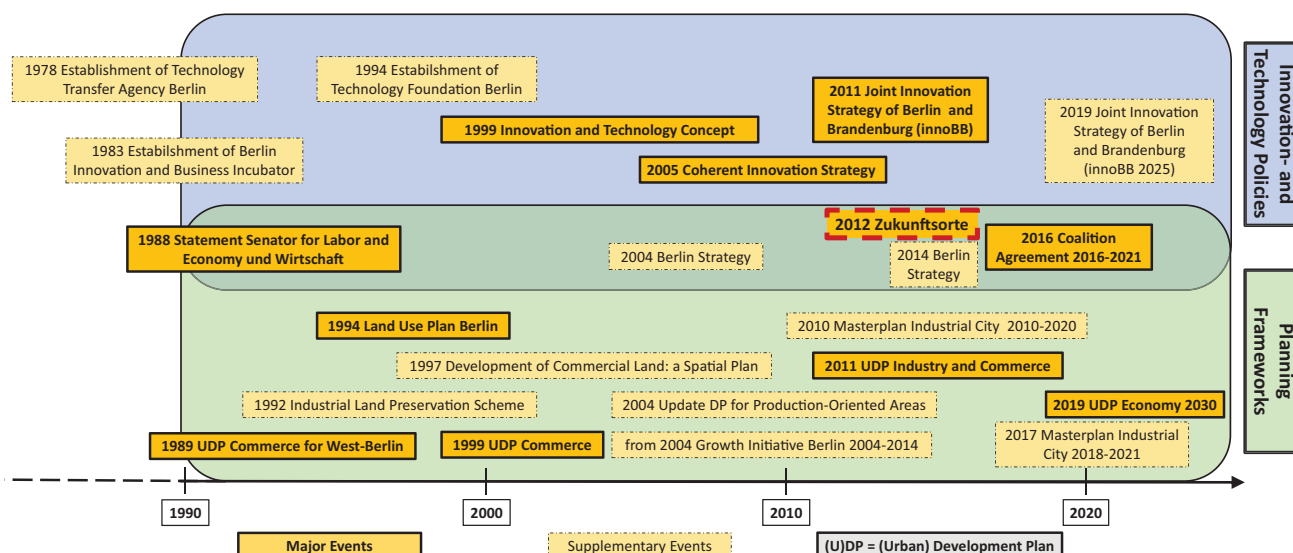 1978 Establishment of Technology
Transfer Agency Berlin
1994 Estabilshment of
Technology Foundation Berlin
2011 Joint Innovation
Strategy of Berlin and
Brandenburg (innoBB)
1999 Innovation and Technology Concept
2019 Joint Innovation
Strategy of Berlin
and Brandenburg
(innoBB 2025)
1983 Estabilshment of Berlin
Innovation and Business Incubator
2005 Coherent Innovation Strategy
Innovation- and
Technology Policies
2012 Zukunftsorte
1988 Statement Senator for Labor and
Economy und Wirtschaft
2004 Berlin Strategy
2014 Berlin
Strategy
2016 Coalition
Agreement 2016-2021
1994 Land Use Plan Berlin
2010 Masterplan Industrial City 2010-2020
1997 Development of Commercial Land: a Spatial Plan
2011 UDP Industry and Commerce
1992 Industrial Land Preservation Scheme
2004 Update DP for Production-Oriented Areas
2019 UDP Economy 2030
1989 UDP Commerce for West-Berlin
1999 UDP Commerce
from 2004 Growth Initiative Berlin 2004-2014
2017 Masterplan Industrial
City 2018-2021
Planning
Frameworks
1990
2000
2010
2020
Major Events
Supplementary Events
(U)DP = (Urban) Development Plan